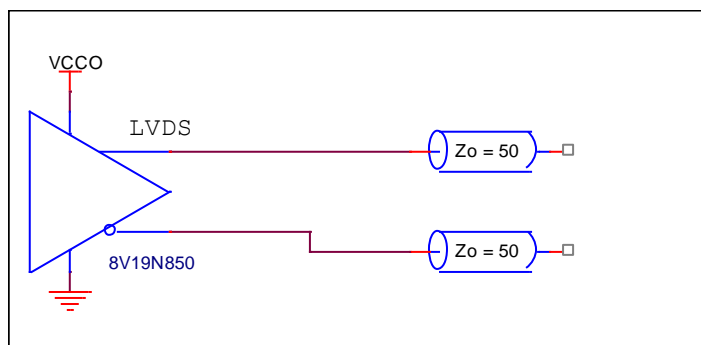 VCCO
LVDS
Zo = 50
Zo = 50
8V19N850